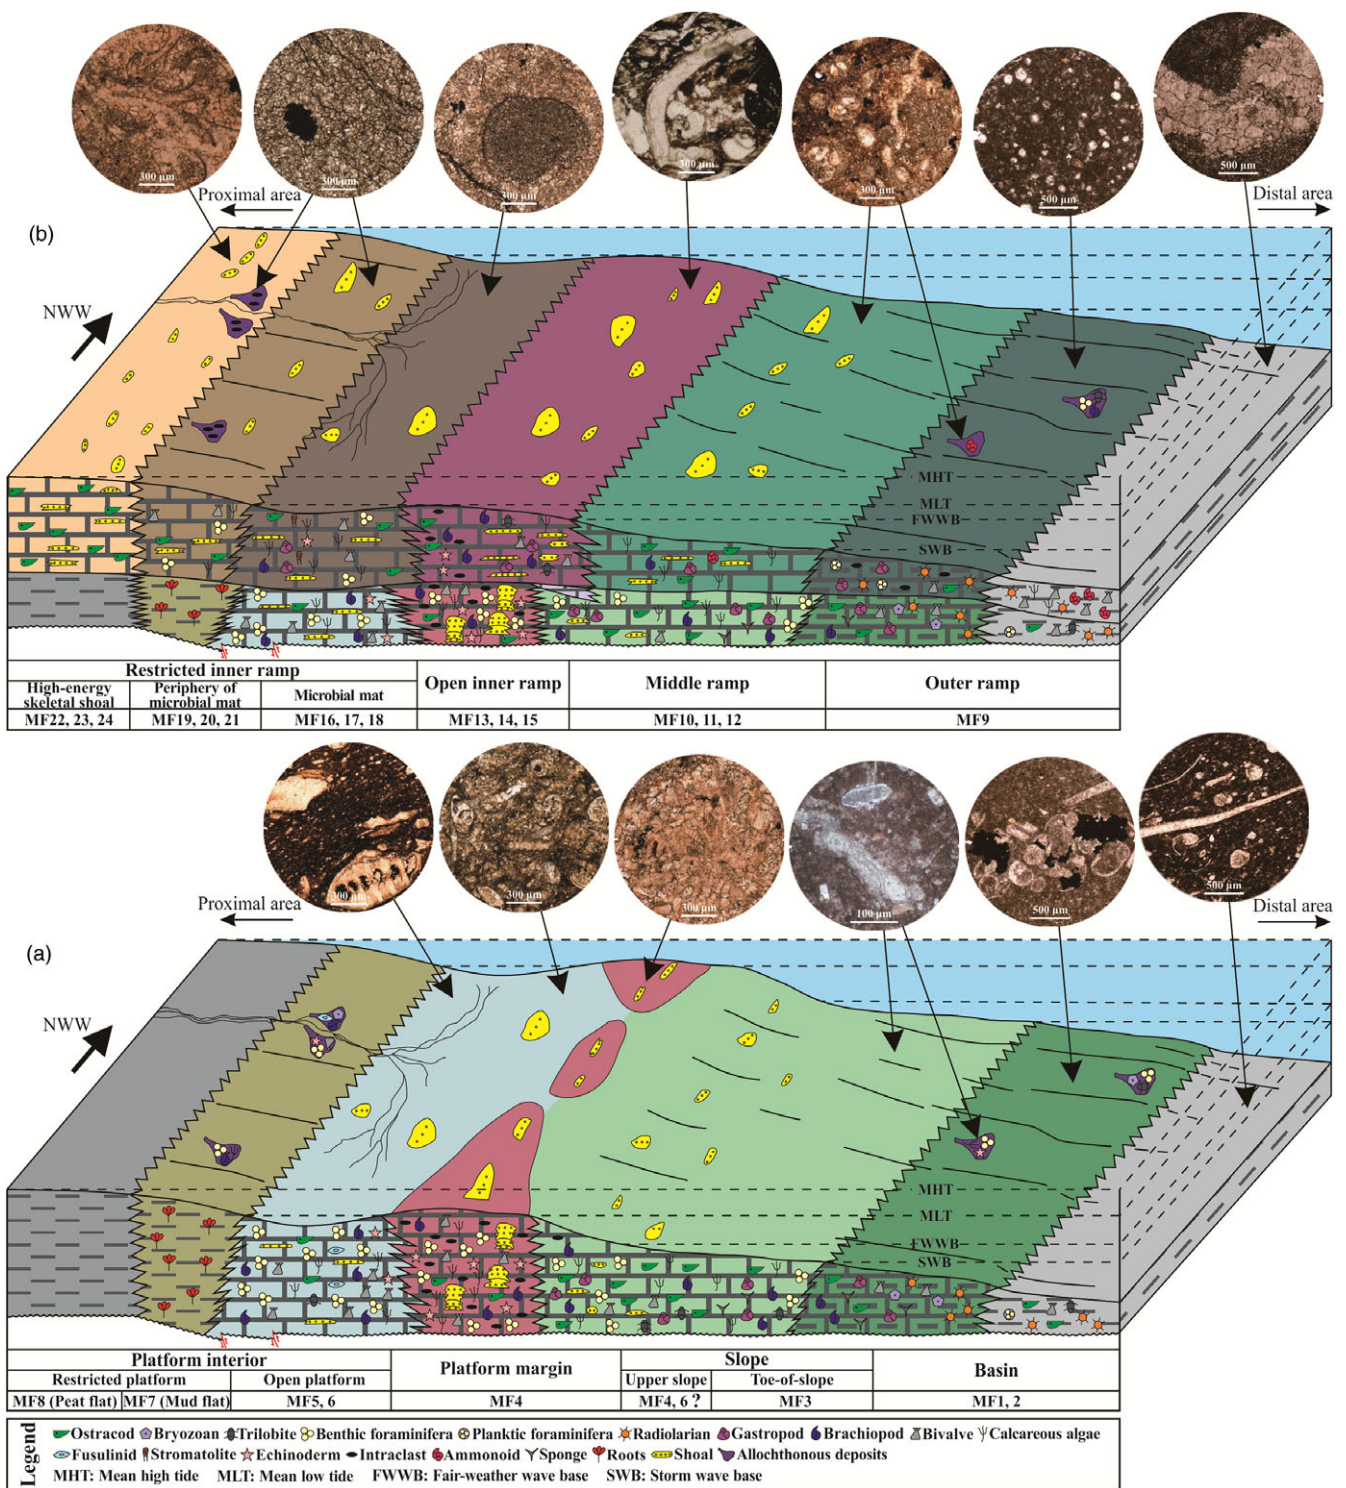 300 µm
300 µm
300 µm
300 µm
300 µm
500 µm
500 µm
Proximal area
Distal area
(b)
NWW
MHT
MLT
FWWB
SWB
Restricted inner ramp
Open inner ramp
Middle ramp
Outer ramp
High-energy skeletal shoal
Periphery of microbial mat
Microbial mat
MF22, 23, 24
MF19, 20, 21
MF16, 17, 18
MF13, 14, 15
MF10, 11, 12
MF9
300 µm
300 µm
300 µm
100 µm
500 µm
500 µm
Proximal area
Distal area
(a)
NWW
MHT
MLT
FWWB
SWB
Platform interior
Platform margin
Slope
Basin
Restricted platform
Open platform
Upper slope
Toe-of-slope
MF8 (Peat flat)
MF7 (Mud flat)
MF5, 6
MF4
MF4, 6 ?
MF3
MF1, 2
Legend
Ostracod Bryozoan Trilobite Benthic foraminifera Planktic foraminifera Radiolarian Gastropod Brachiopod Bivalve Calcareous algae
Fusulinid Stromatolite Echinoderm Intraclast Ammonoid Sponge Roots Shoal Allochthonous deposits
MHT: Mean high tide MLT: Mean low tide FWWB: Fair-weather wave base SWB: Storm wave base